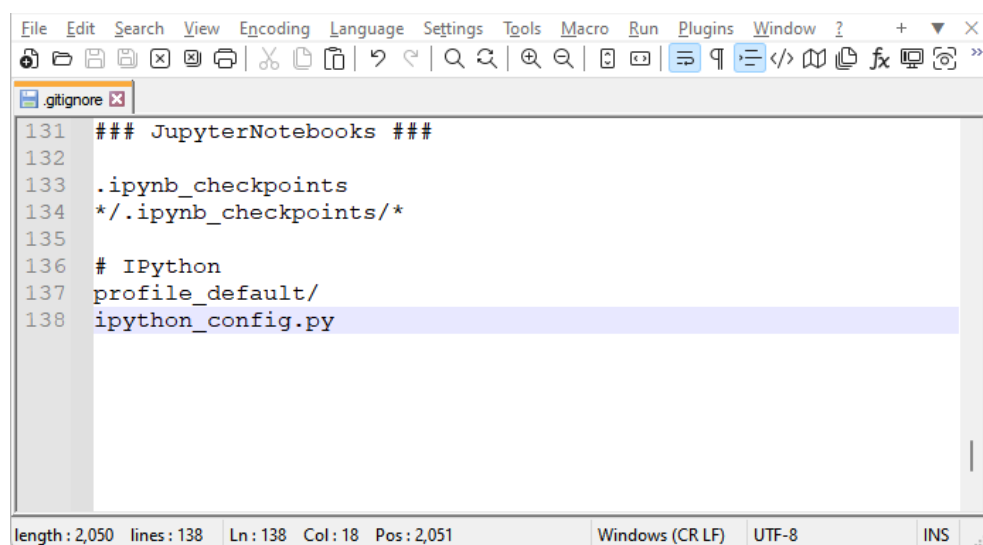 File Edit Search View Encoding Language Settings Tools Macro Run Plugins Window ? + ▼ ×
.gitignore
131 ### JupyterNotebooks ###
132
133 .ipynb_checkpoints
134 */.ipynb_checkpoints/*
135
136 # IPython
137 profile_default/
138 ipython_config.py
length : 2,050 lines : 138 Ln : 138 Col : 18 Pos : 2,051 Windows (CR LF) UTF-8 INS